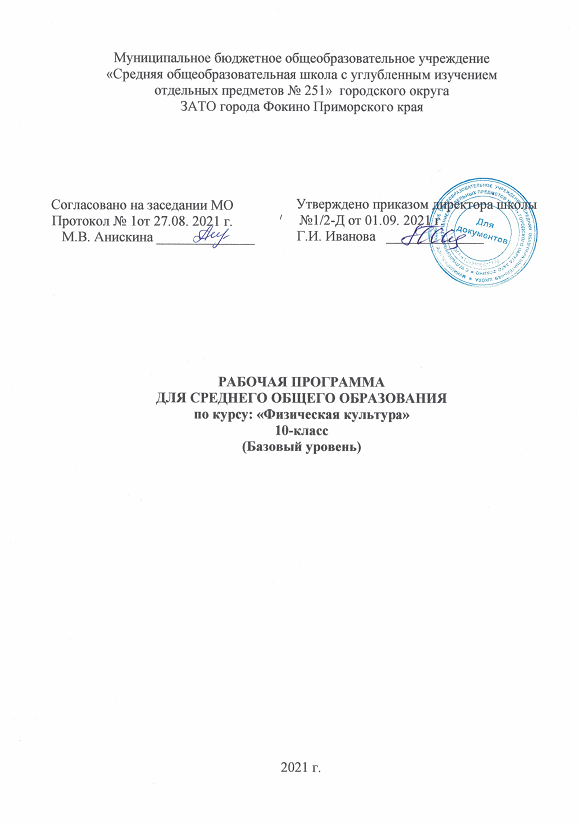 Муниципальное бюджетное общеобразовательное учреждение
«Средняя общеобразовательная школа с углубленным изучением
отдельных предметов № 251» городского округа
ЗАТО города Фокино Приморского края
Согласовано на заседании МО
Протокол № 1от 27.08. 2021 г.
М.В. Анискина
Утверждено приказом директора школы
№1/2-Д от 01.09. 2021 г.
Г.И. Иванова
Для
документов
РАБОЧАЯ ПРОГРАММА
ДЛЯ СРЕДНЕГО ОБЩЕГО ОБРАЗОВАНИЯ
по курсу: «Физическая культура»
10-класс
(Базовый уровень)
2021 г.